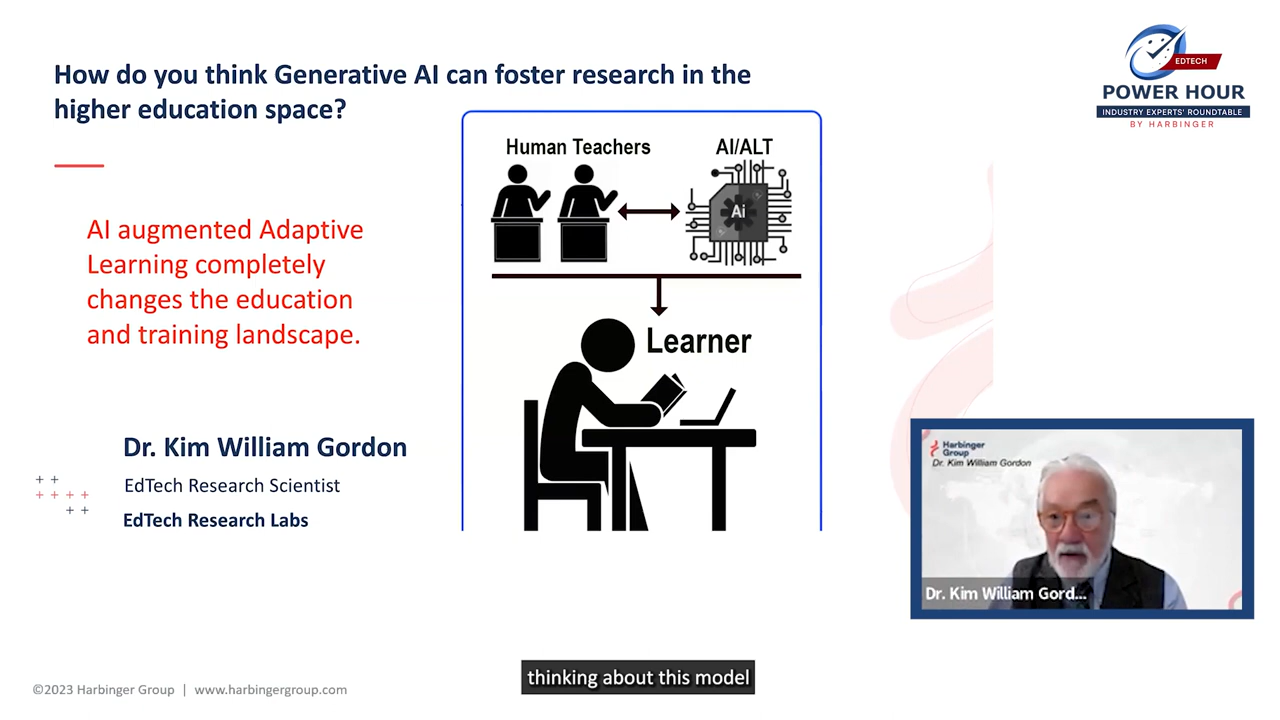 How do you think Generative AI can foster research in the
higher education space?
EDTECH
POWER HOUR
INDUSTRY EXPERTS' ROUNDTABLE
BY HARBINGER
Human Teachers
AI/ALT
Ai
AI augmented Adaptive
Learning completely
changes the education
and training landscape.
Learner
Dr. Kim William Gordon
EdTech Research Scientist
EdTech Research Labs
Harbinger
Group
Dr. Kim William Gordon
Dr. Kim William Gord...
thinking about this model
©2023 Harbinger Group | www.harbingergroup.com